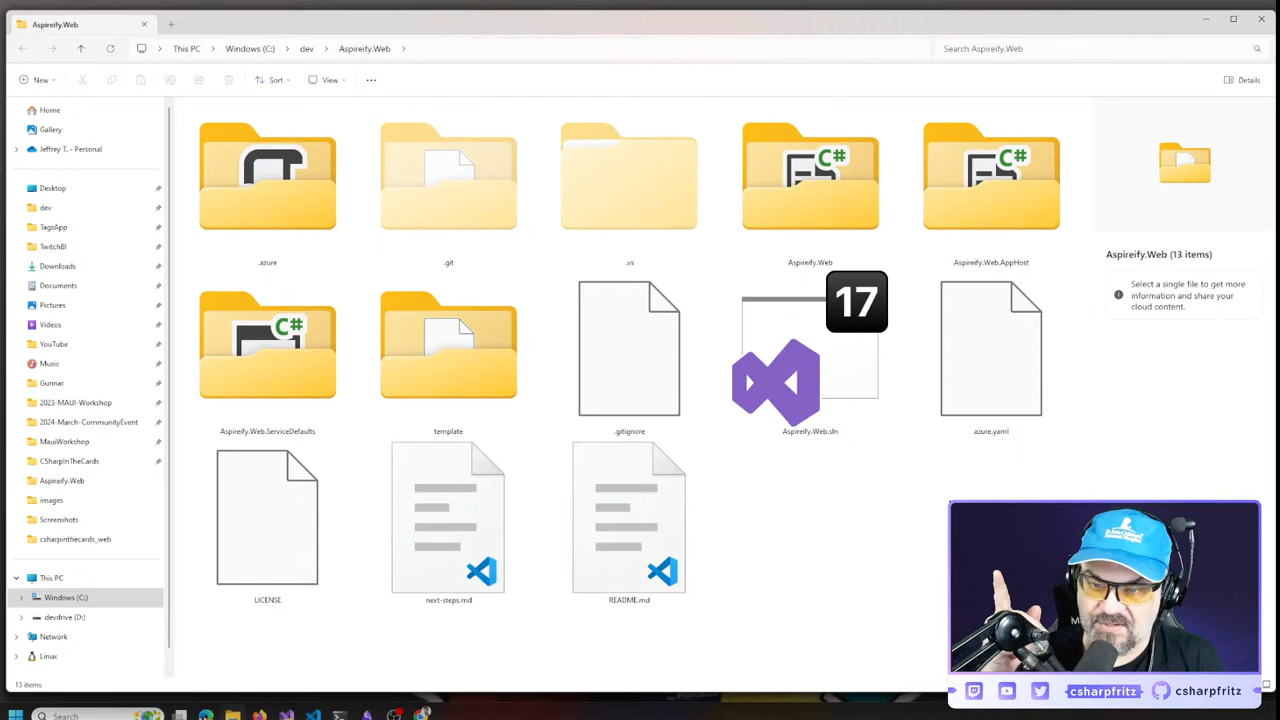 Aspireify.Web
This PC
Windows (C:)
dev
Aspireify.Web
Search Aspireify.Web
New
Sort
View
Details
Home
Gallery
Jeffrey T. - Personal
Desktop
dev
TagzApp
TwitchBI
Downloads
Documents
Pictures
Videos
YouTube
Music
Gunnar
2023-MAUI-Workshop
2024-March-CommunityEvent
MauiWorkshop
CSharpInTheCards
Aspireify.Web
images
Screenshots
csharpinthecards_web
This PC
Windows (C:)
devdrive (D:)
Network
Linux
C#
C#
.azure
.git
.vs
Aspireify.Web
Aspireify.Web.AppHost
C#
17
Aspireify.Web.ServiceDefaults
template
.gitignore
Aspireify.Web.sln
azure.yaml
LICENSE
next-steps.md
README.md
Aspireify.Web (13 items)
Select a single file to get more
information and share your
cloud content.
13 items
Search
csharpfritz
csharpfritz